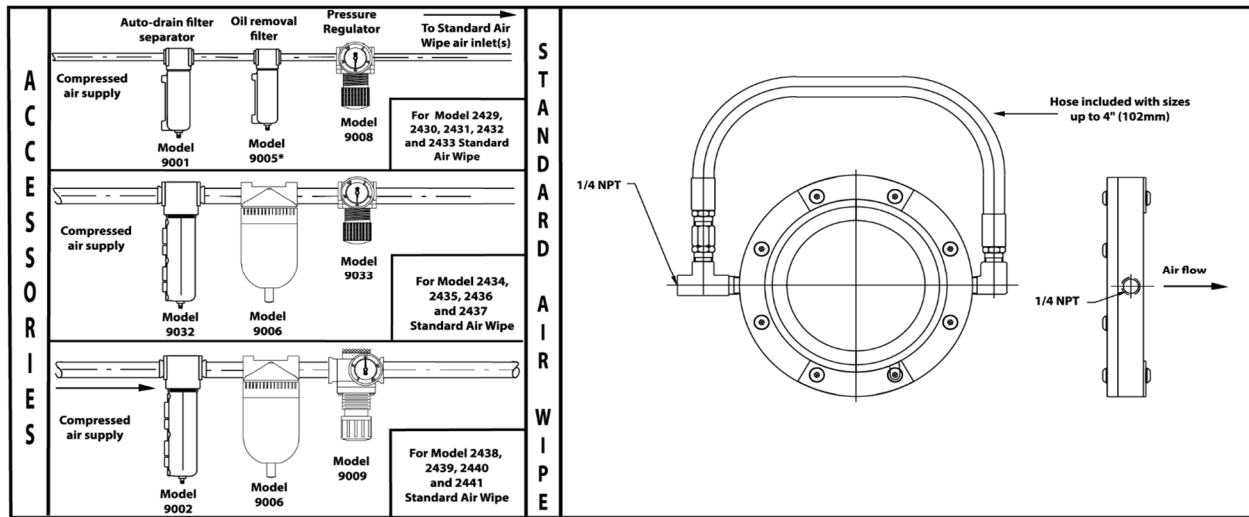 ACCESSORIES
Auto-drain filter
separator
Oil removal
filter
Pressure
Regulator
To Standard Air
Wipe air inlet(s)
Compressed
air supply
Model
9001
Model
9005*
Model
9008
For Model 2429,
2430, 2431, 2432
and 2433 Standard
Air Wipe
Compressed
air supply
Model
9032
Model
9006
Model
9033
For Model 2434,
2435, 2436
and 2437
Standard Air Wipe
Compressed
air supply
Model
9002
Model
9006
Model
9009
For Model 2438,
2439, 2440
and 2441
Standard Air Wipe
STANDARD AIR WIPE
Hose included with sizes
up to 4" (102mm)
1/4 NPT
Air flow
1/4 NPT